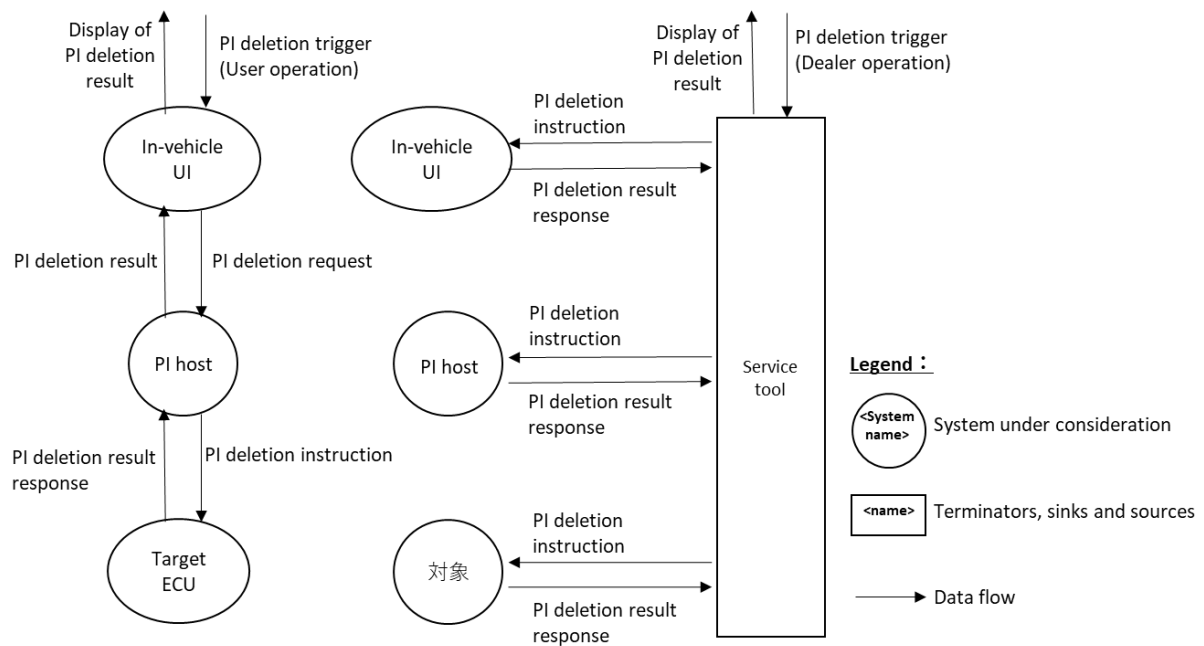 Display of
PI deletion
result
PI deletion trigger
(User operation)
In-vehicle
UI
PI deletion result
PI deletion request
PI host
PI deletion result
response
PI deletion instruction
Target
ECU
Display of
PI deletion
result
PI deletion trigger
(Dealer operation)
In-vehicle
UI
PI deletion
instruction
PI deletion result
response
PI host
PI deletion
instruction
PI deletion result
response
対象
PI deletion
instruction
PI deletion result
response
Service
tool
Legend：
<System
name>
System under consideration
<name>
Terminators, sinks and sources
Data flow